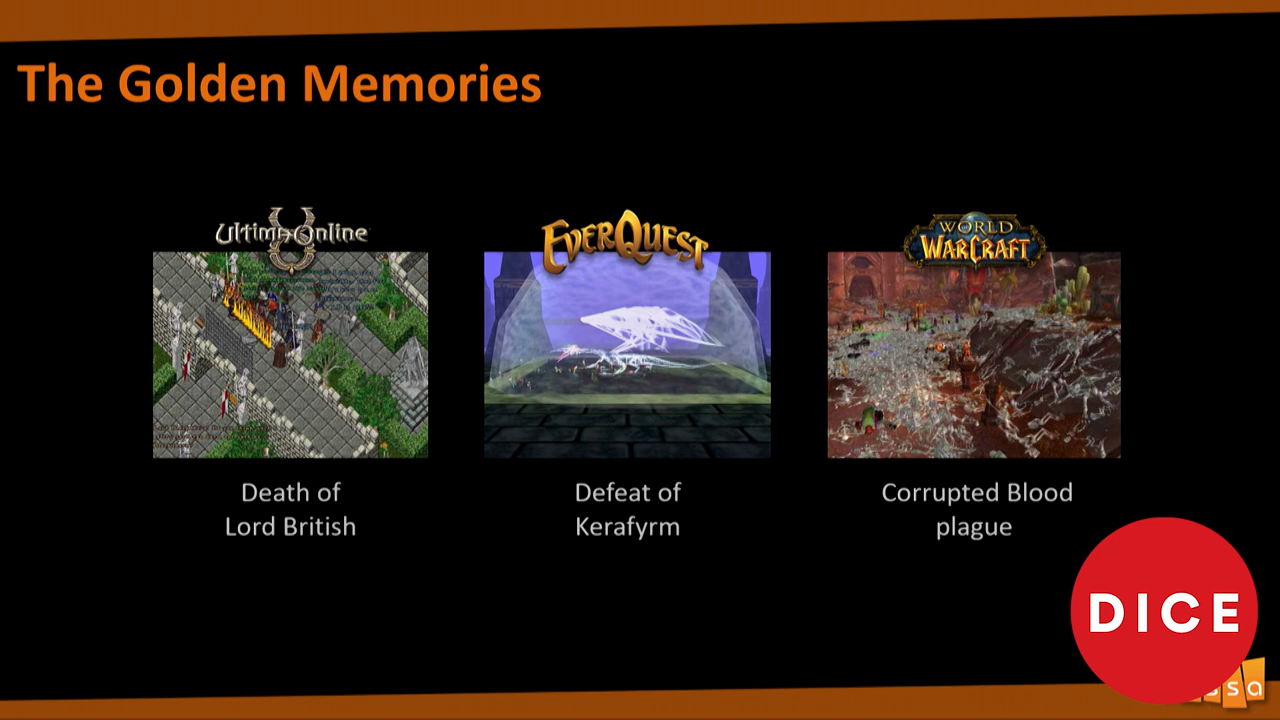 The Golden Memories
Ultima Online
EverQuest
World
WarCraft
Death of
Lord British
Defeat of
Kerafyrm
Corrupted Blood
plague
DICE
ssa